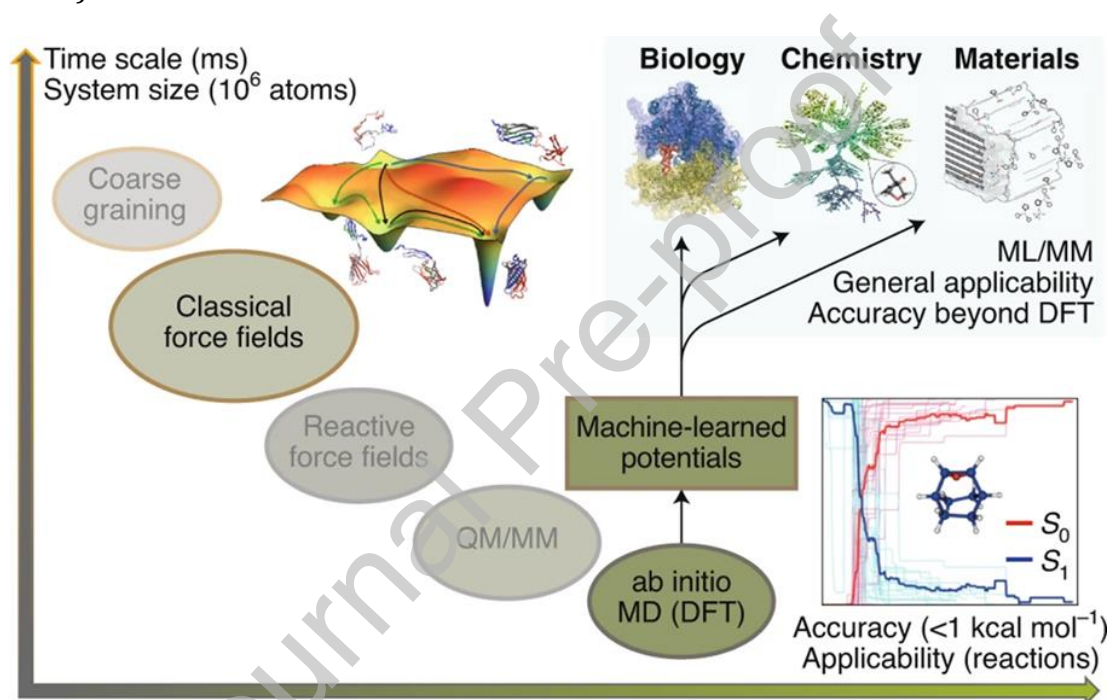 Time scale (ms)
System size (10⁶ atoms)
Biology
Chemistry
Materials
Coarse
graining
Classical
force fields
Reactive
force fields
QM/MM
ab initio
MD (DFT)
Machine-learned
potentials
ML/MM
General applicability
Accuracy beyond DFT
S₀
S₁
Accuracy (<1 kcal mol⁻¹)
Applicability (reactions)
Journal Pre-proof